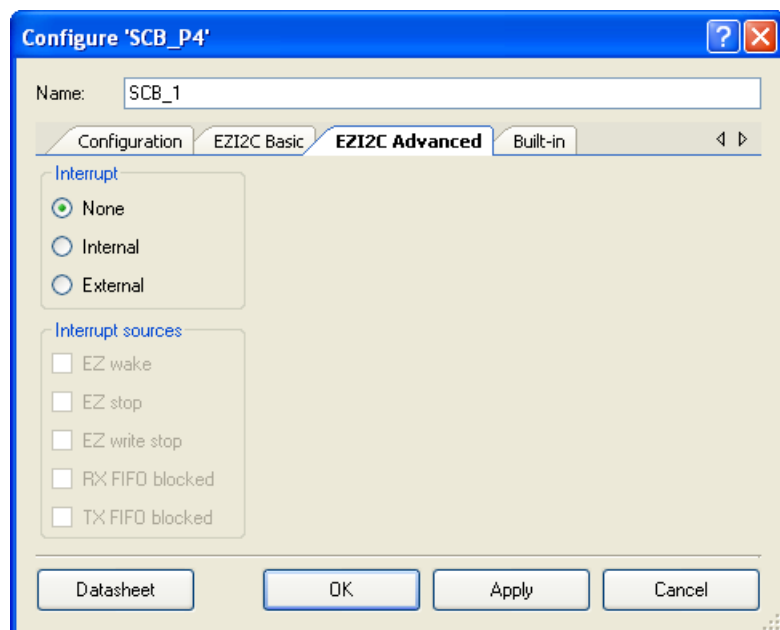 Configure 'SCB_P4'
Name: SCB_1
Configuration EZI2C Basic EZI2C Advanced Built-in
Interrupt
None
Internal
External
Interrupt sources
EZ wake
EZ stop
EZ write stop
RX FIFO blocked
TX FIFO blocked
Datasheet OK Apply Cancel